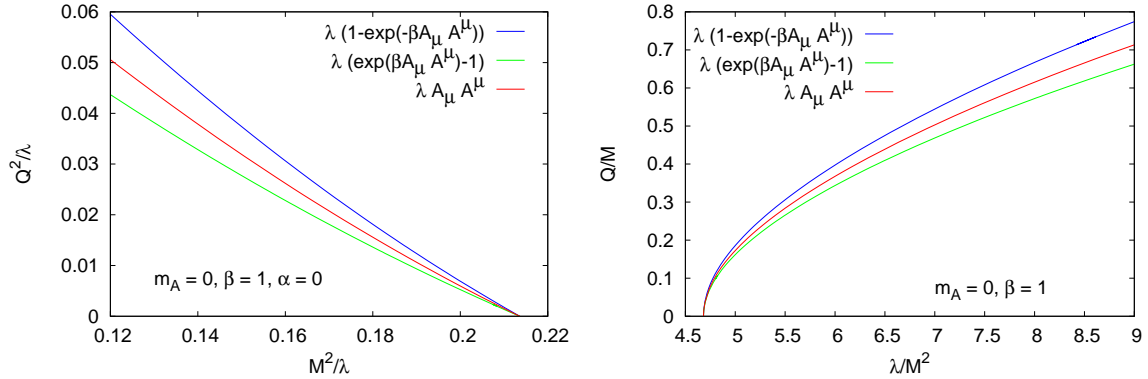 λ (1-exp(-βA_μ A^μ))
λ (exp(βA_μ A^μ)-1)
λ A_μ A^μ
Q²/λ
0.06
0.05
0.04
0.03
0.02
0.01
0
m_A = 0, β = 1, α = 0
0.12 0.14 0.16 0.18 0.2 0.22
M²/λ
λ (1-exp(-βA_μ A^μ))
λ (exp(βA_μ A^μ)-1)
λ A_μ A^μ
Q/M
0.8
0.7
0.6
0.5
0.4
0.3
0.2
0.1
0
m_A = 0, β = 1
4.5 5 5.5 6 6.5 7 7.5 8 8.5 9
λ/M²